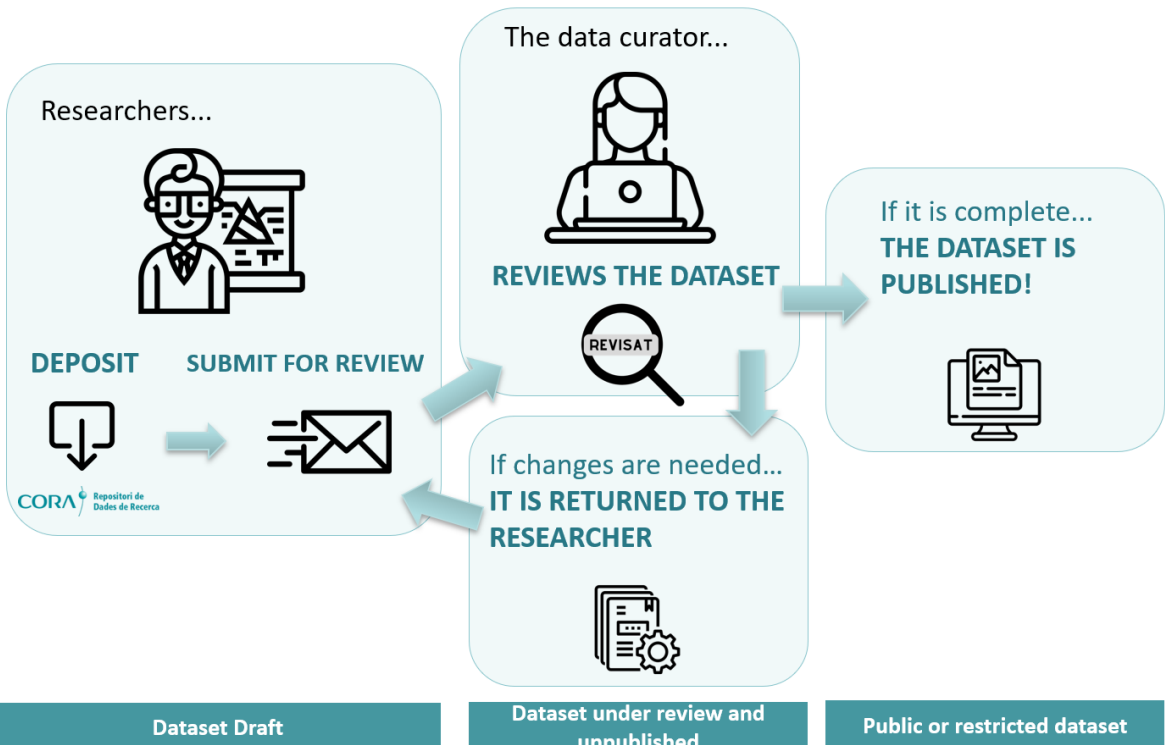 Researchers...
DEPOSIT
SUBMIT FOR REVIEW
CORA
Repositori de
Dades de Recerca
The data curator...
REVIEWS THE DATASET
REVISAT
If changes are needed...
IT IS RETURNED TO THE
RESEARCHER
If it is complete...
THE DATASET IS
PUBLISHED!
Dataset Draft
Dataset under review and
unpublished
Public or restricted dataset